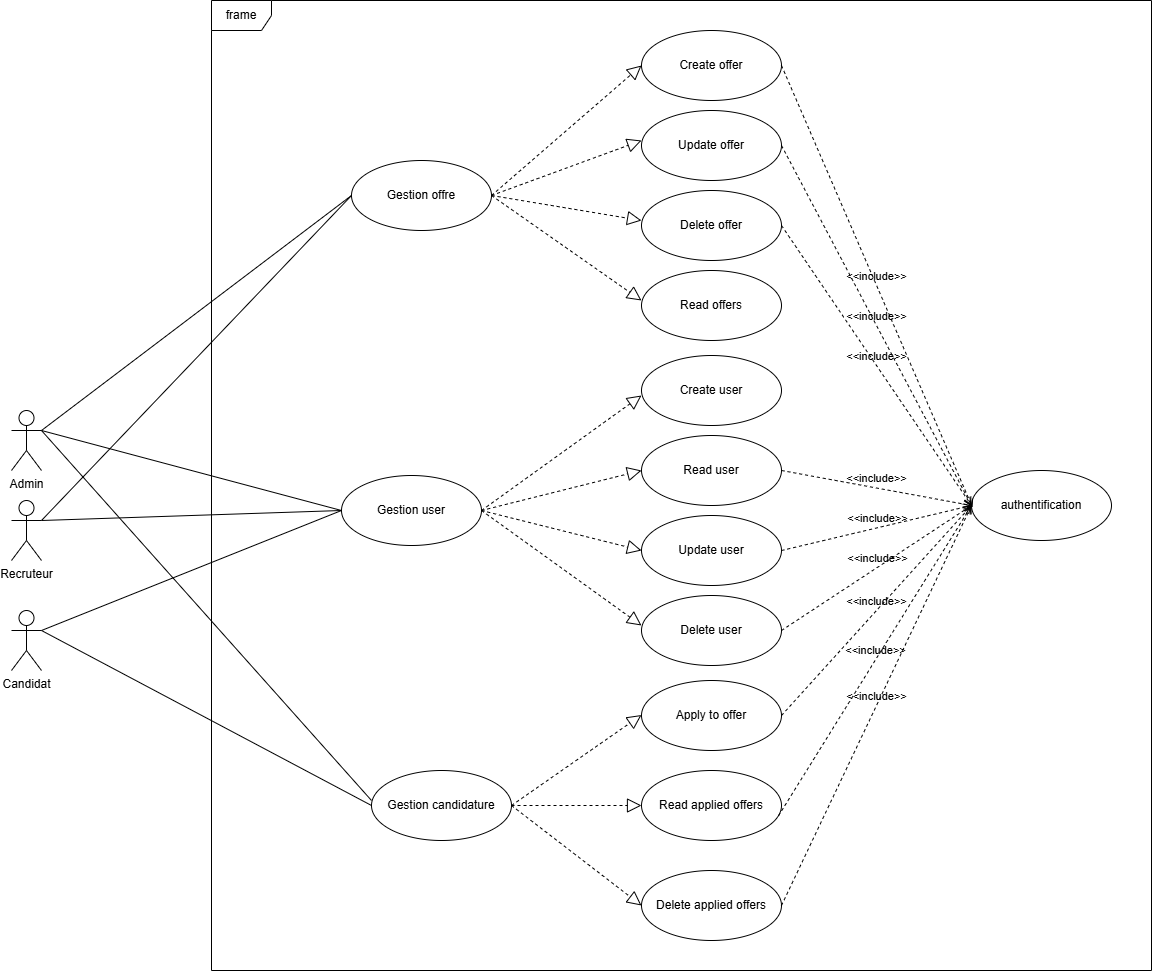 frame
Create offer
Update offer
Gestion offre
Delete offer
<<include>>
Read offers
<<include>>
<<include>>
Create user
Admin
Read user
<<include>>
Gestion user
authentification
<<include>>
Update user
<<include>>
Recruteur
<<include>>
Delete user
<<include>>
Candidat
<<include>>
Apply to offer
Gestion candidature
Read applied offers
Delete applied offers